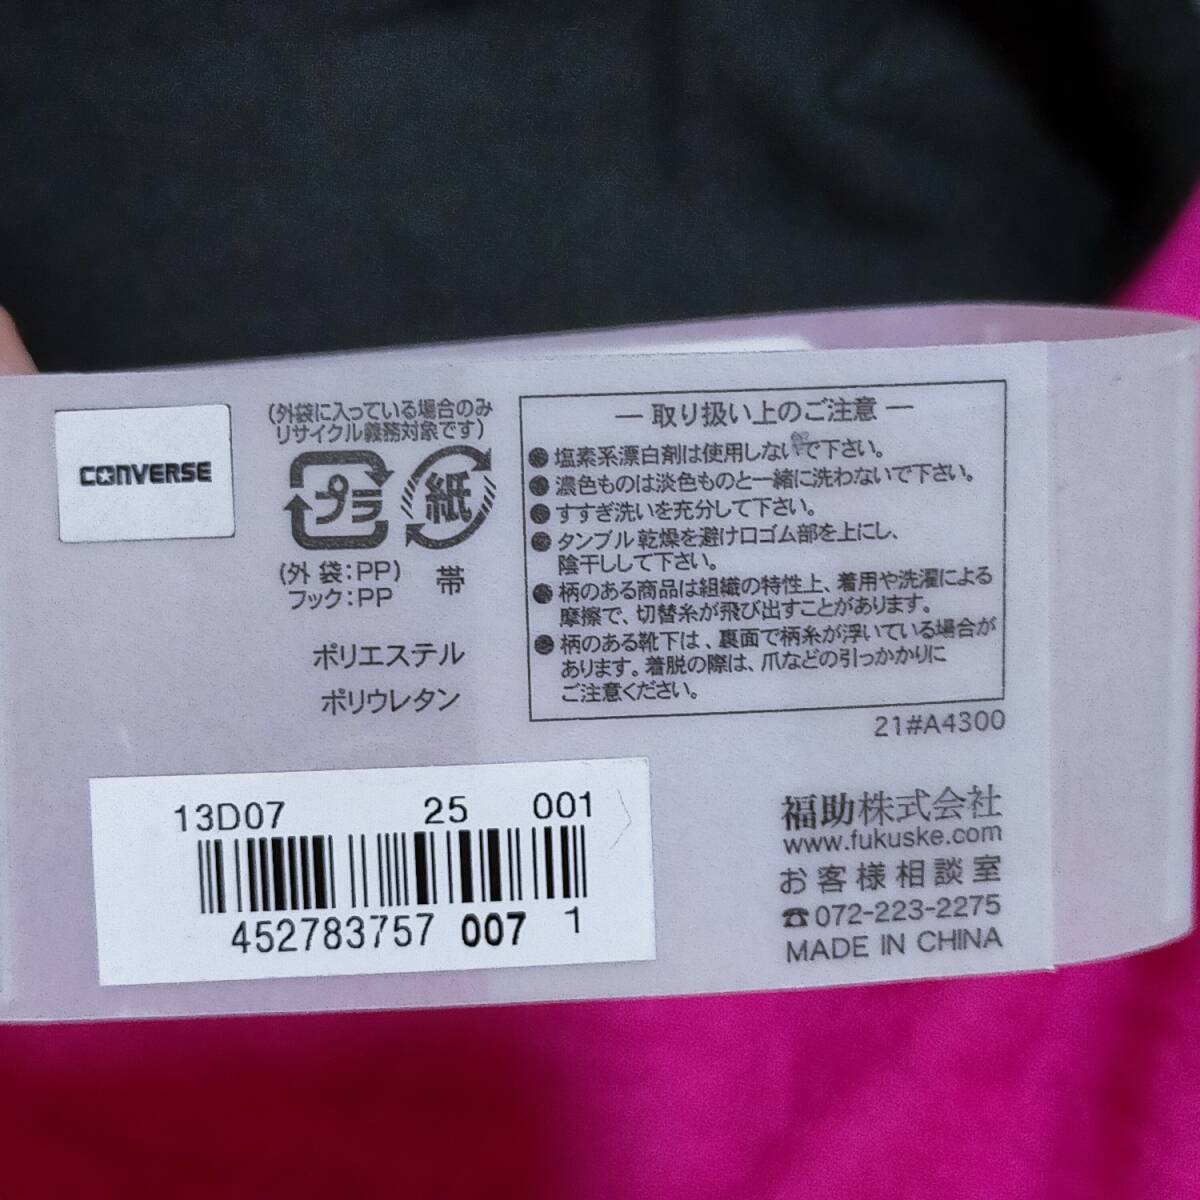 CONVERSE
(外袋に入っている場合のみ
リサイクル義務対象です)
プラ
紙
(外袋:PP)
フック:PP
帯
ポリエステル
ポリウレタン
― 取り扱い上のご注意 ―
●塩素系漂白剤は使用しないで下さい。
●濃色ものは淡色ものと一緒に洗わないで下さい。
●すすぎ洗いを充分して下さい。
●タンブル乾燥を避け口ゴム部を上にし、
陰干しして下さい。
●柄のある商品は組織の特性上、着用や洗濯による
摩擦で、切替糸が飛び出すことがあります。
●柄のある靴下は、裏面で柄糸が浮いている場合が
あります。着脱の際は、爪などの引っかかりに
ご注意ください。
21#A4300
13D07 25 001
452783757 007 1
福助株式会社
www.fukuske.com
お客様相談室
☎072-223-2275
MADE IN CHINA